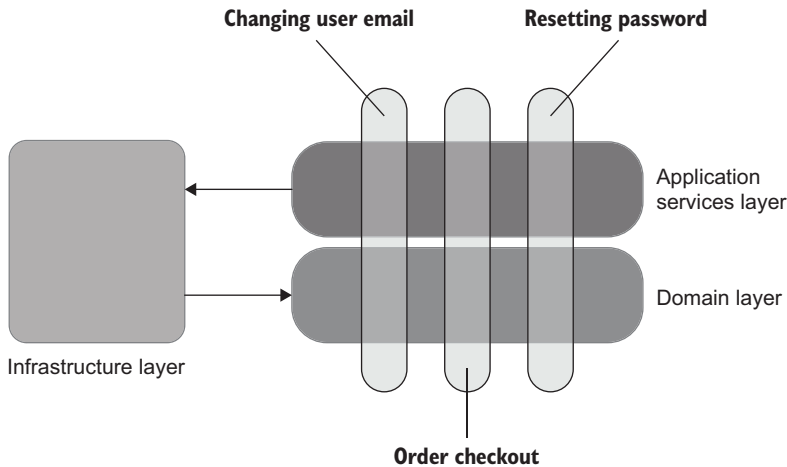 Changing user email
Resetting password
Application
services layer
Domain layer
Infrastructure layer
Order checkout